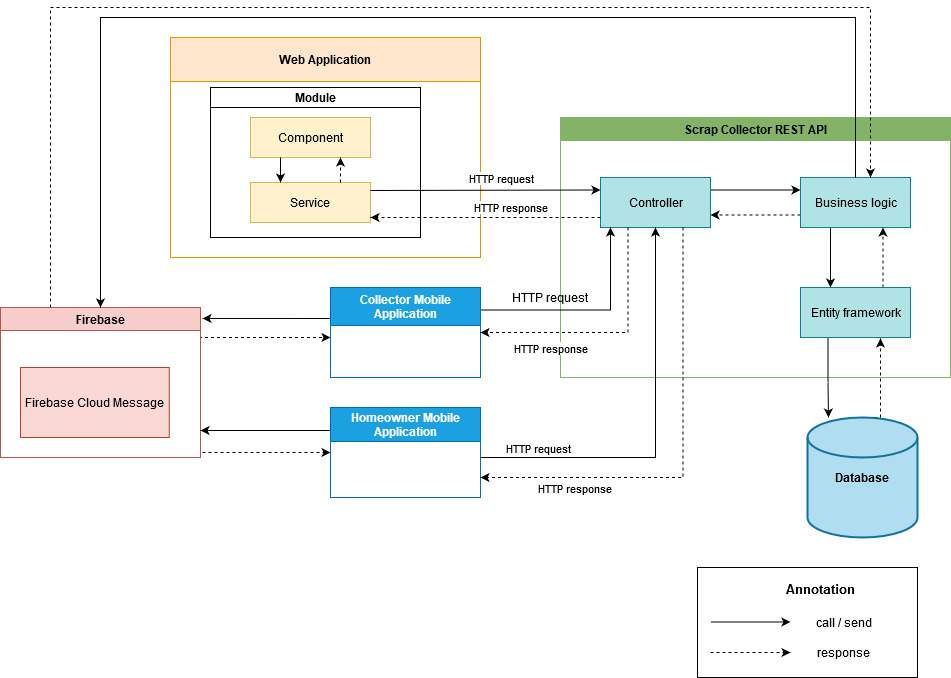 Web Application
Module
Component
Service
Scrap Collector REST API
HTTP request
HTTP response
Controller
Business logic
Entity framework
Database
Firebase
Firebase Cloud Message
Collector Mobile
Application
HTTP request
HTTP response
Homeowner Mobile
Application
HTTP request
HTTP response
Annotation
call / send
response